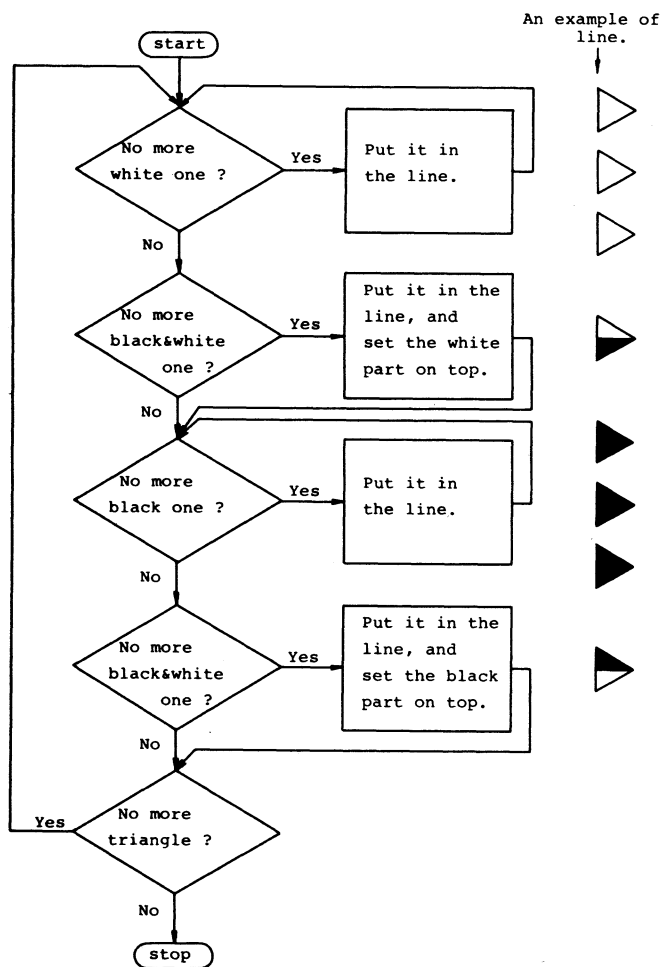 An example of
line.
start
No more
white one ?
Yes
Put it in
the line.
No
No more
black&white
one ?
Yes
Put it in the
line, and
set the white
part on top.
No
No more
black one ?
Yes
Put it in
the line.
No
No more
black&white
one ?
Yes
Put it in the
line, and
set the black
part on top.
No
No more
triangle ?
Yes
No
stop